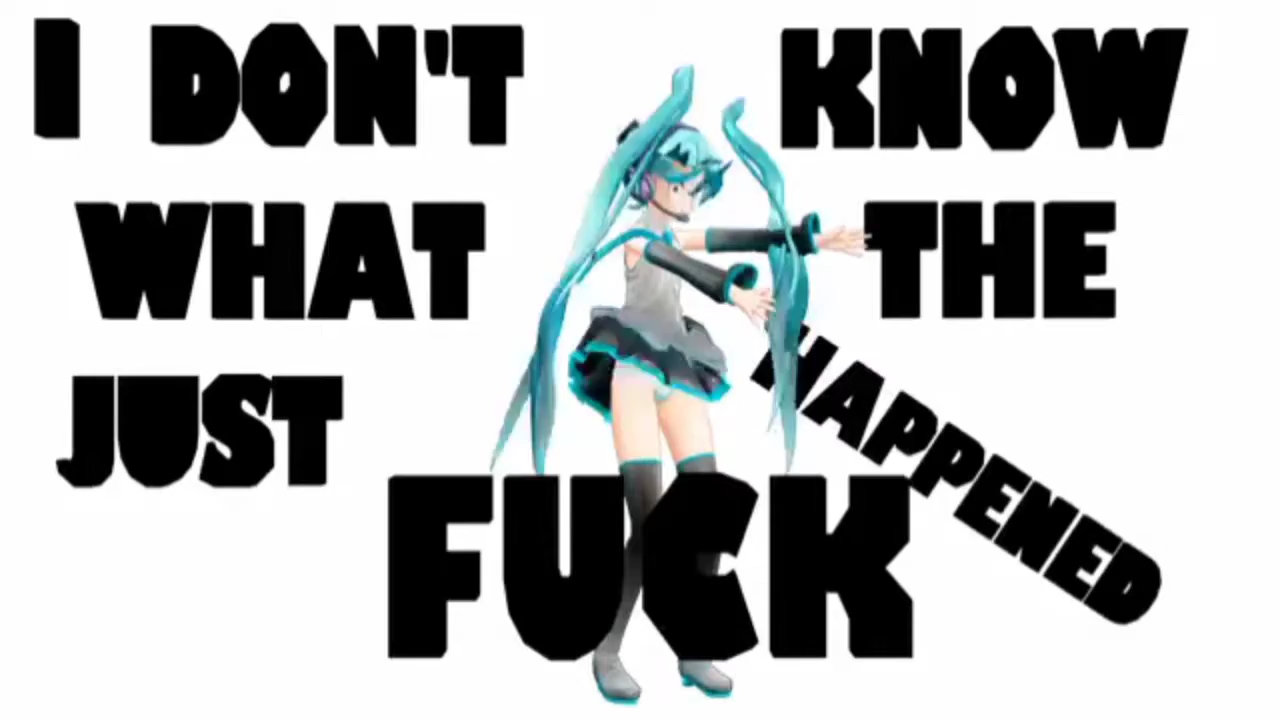 I DON'T KNOW
WHAT THE
JUST
FUCK
HAPPENED